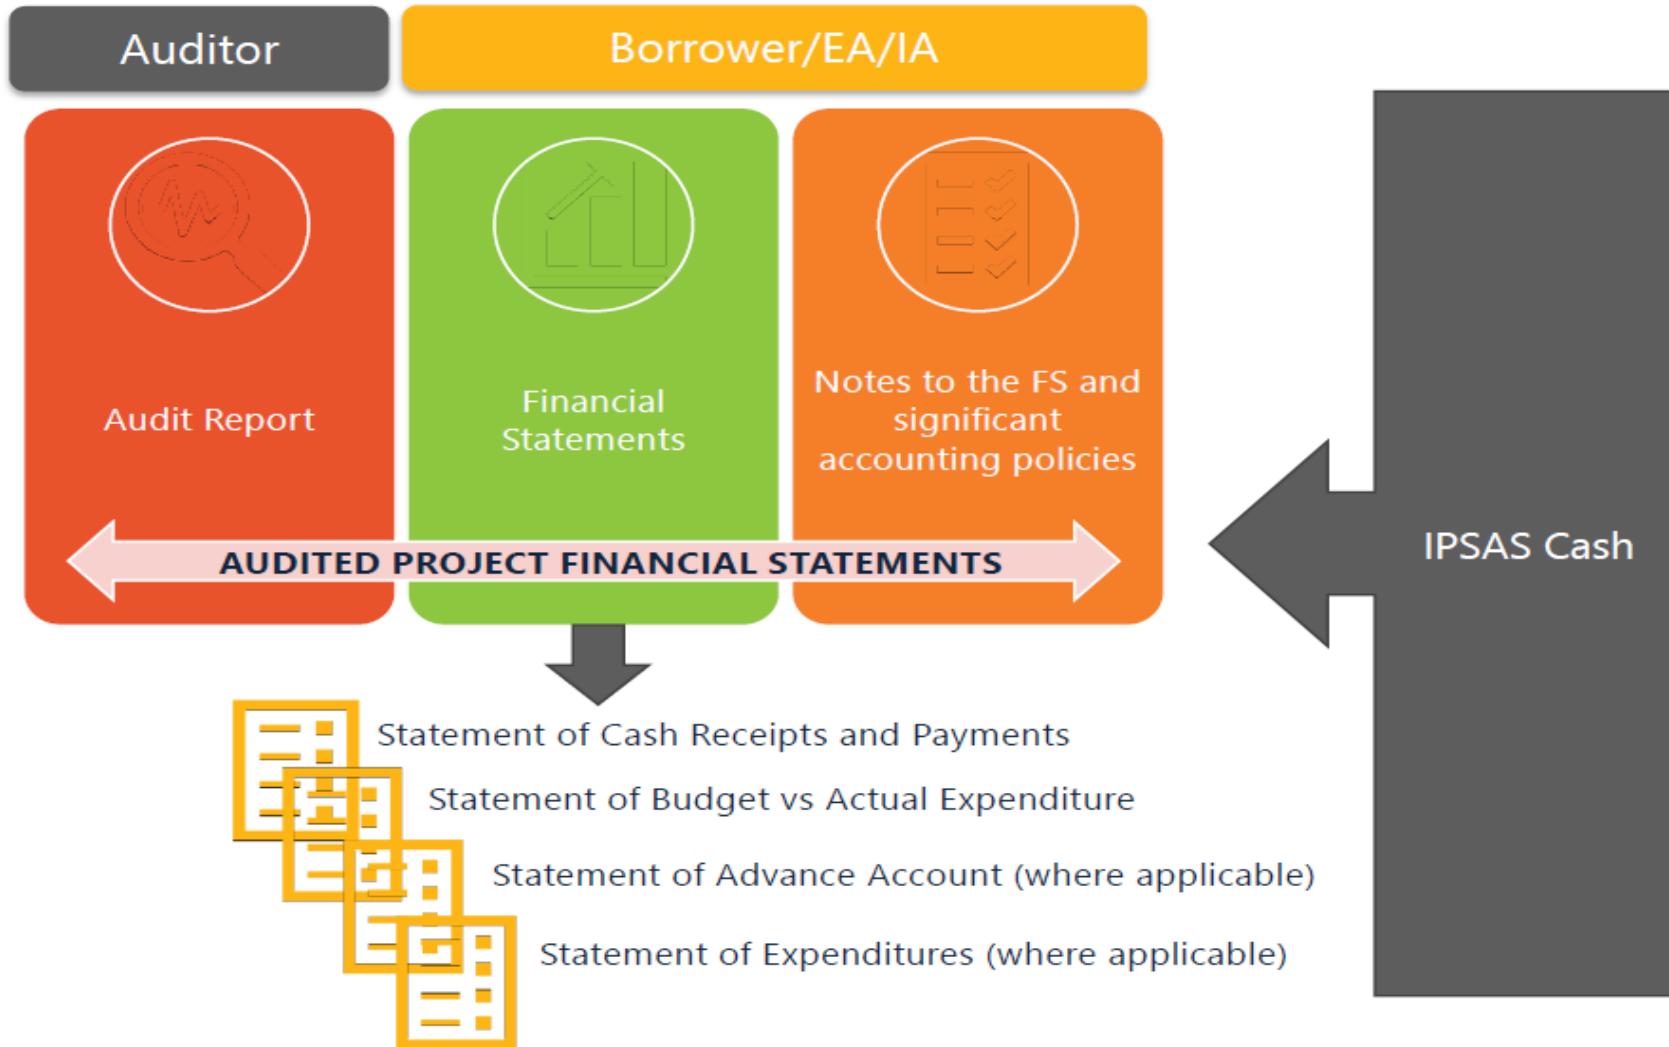 Auditor
Borrower/EA/IA
Audit Report
Financial
Statements
Notes to the FS and
significant
accounting policies
AUDITED PROJECT FINANCIAL STATEMENTS
IPSAS Cash
Statement of Cash Receipts and Payments
Statement of Budget vs Actual Expenditure
Statement of Advance Account (where applicable)
Statement of Expenditures (where applicable)